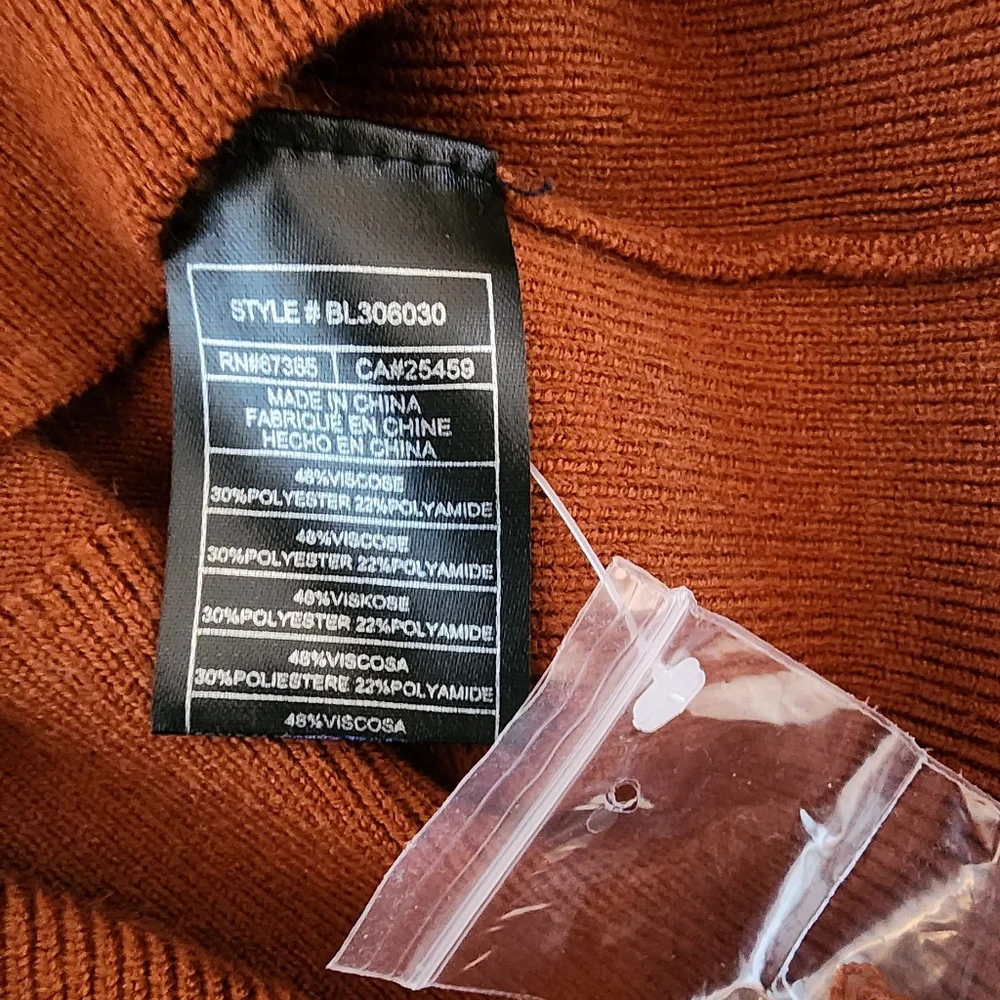 STYLE # BL306030
RN#67365 CA#25459
MADE IN CHINA
FABRIQUE EN CHINE
HECHO EN CHINA
48%VISCOSE
30%POLYESTER 22%POLYAMIDE
48%VISCOSE
30%POLYESTER 22%POLYAMIDE
48%VISKOSE
30%POLYESTER 22%POLYAMIDE
48%VISCOSA
30%POLIESTERE 22%POLYAMIDE
48%VISCOSA